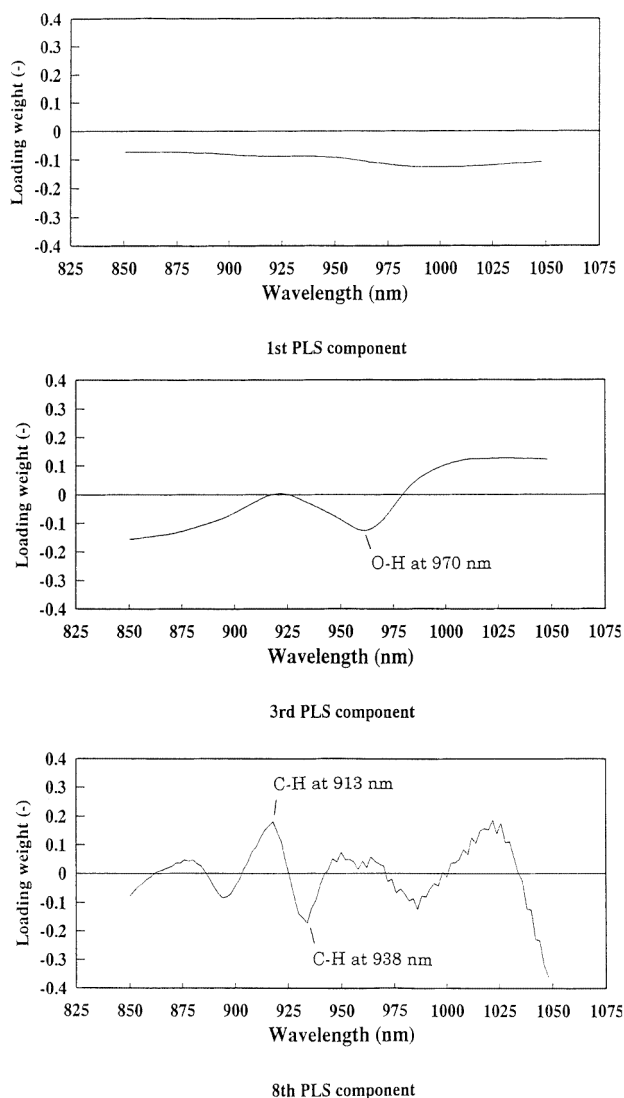 0.4
0.3
0.2
0.1
0
-0.1
-0.2
-0.3
-0.4
Loading weight (-)
825 850 875 900 925 950 975 1000 1025 1050 1075
Wavelength (nm)
1st PLS component
0.4
0.3
0.2
0.1
0
-0.1
-0.2
-0.3
-0.4
Loading weight (-)
O-H at 970 nm
825 850 875 900 925 950 975 1000 1025 1050 1075
Wavelength (nm)
3rd PLS component
0.4
0.3
0.2
0.1
0
-0.1
-0.2
-0.3
-0.4
Loading weight (-)
C-H at 913 nm
C-H at 938 nm
825 850 875 900 925 950 975 1000 1025 1050 1075
Wavelength (nm)
8th PLS component